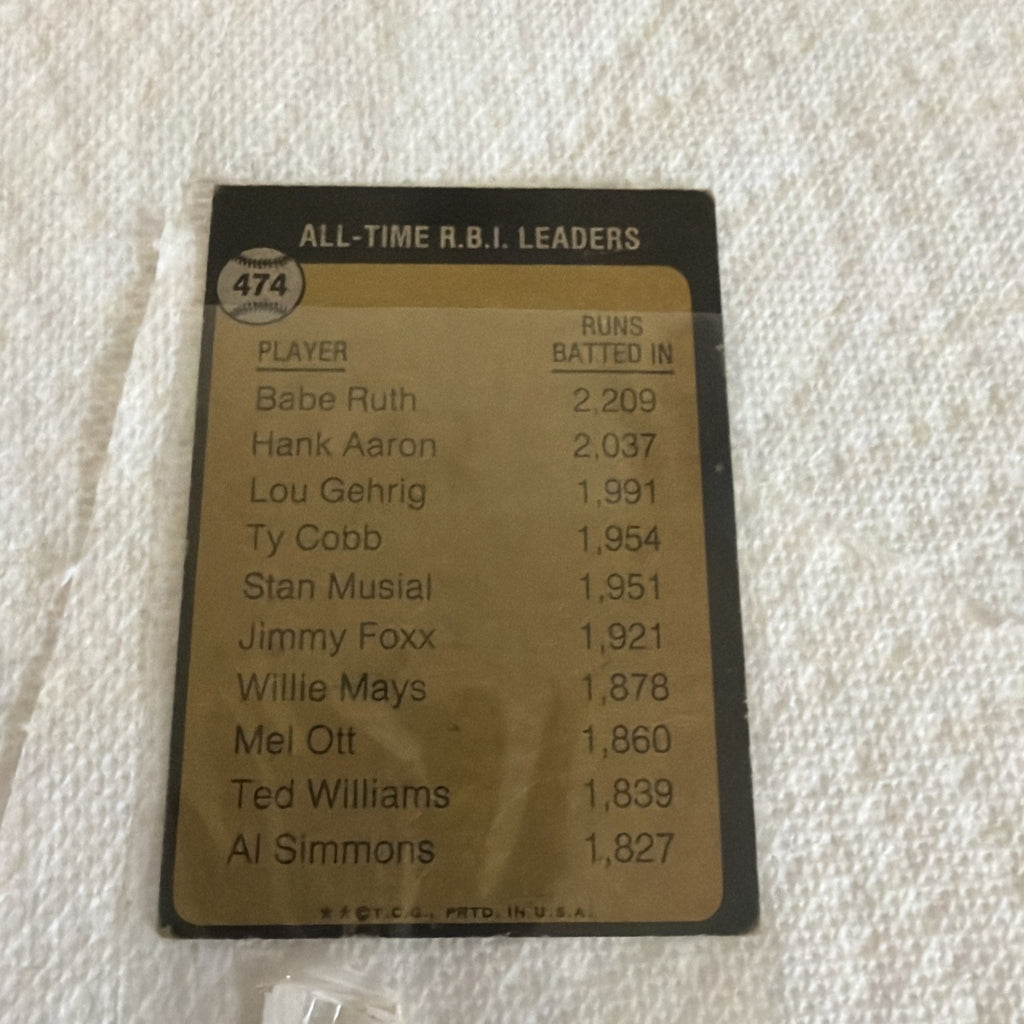 ALL-TIME R.B.I. LEADERS
474
PLAYER RUNS BATTED IN
Babe Ruth 2,209
Hank Aaron 2,037
Lou Gehrig 1,991
Ty Cobb 1,954
Stan Musial 1,951
Jimmy Foxx 1,921
Willie Mays 1,878
Mel Ott 1,860
Ted Williams 1,839
Al Simmons 1,827
★★©T.C.G., PRTD. IN U.S.A.